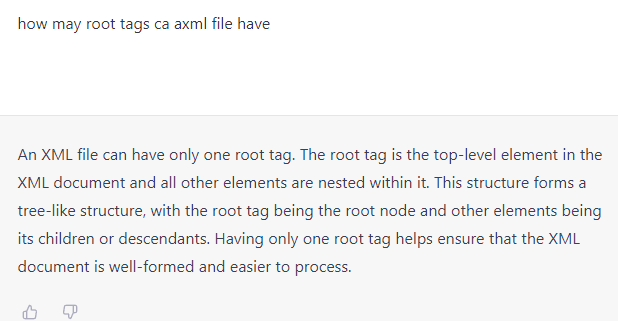 how may root tags ca axml file have
An XML file can have only one root tag. The root tag is the top-level element in the
XML document and all other elements are nested within it. This structure forms a
tree-like structure, with the root tag being the root node and other elements being
its children or descendants. Having only one root tag helps ensure that the XML
document is well-formed and easier to process.